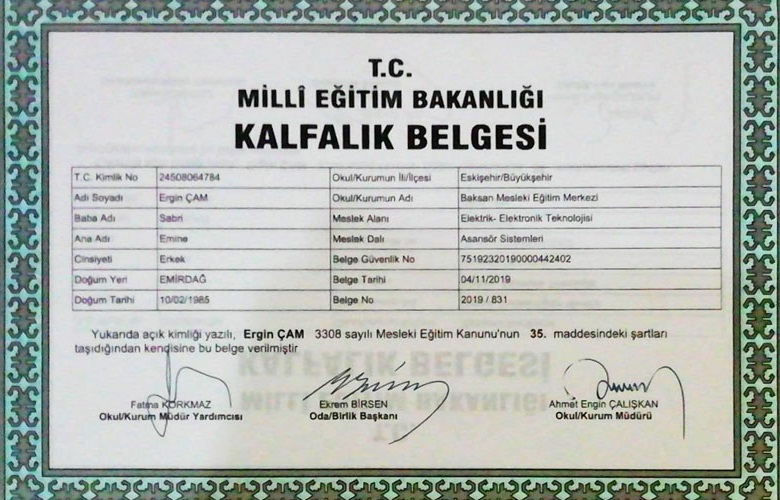 T.C.
MİLLÎ EĞİTİM BAKANLIĞI
KALFALIK BELGESİ
T.C. Kimlik No 24508064784 Okul/Kurumun İli/İlçesi Eskişehir/Büyükşehir
Adı Soyadı Ergin ÇAM Okul/Kurumun Adı Baksan Mesleki Eğitim Merkezi
Baba Adı Sabri Meslek Alanı Elektrik- Elektronik Teknolojisi
Ana Adı Emine Meslek Dalı Asansör Sistemleri
Cinsiyeti Erkek Belge Güvenlik No 75192320190000442402
Doğum Yeri EMİRDAĞ Belge Tarihi 04/11/2019
Doğum Tarihi 10/02/1985 Belge No 2019 / 831
Yukarıda açık kimliği yazılı, Ergin ÇAM 3308 sayılı Mesleki Eğitim Kanunu'nun 35. maddesindeki şartları
taşıdığından kendisine bu belge verilmiştir
Fatma KORKMAZ Ekrem BİRSEN Ahmet Engin ÇALIŞKAN
Okul/Kurum Müdür Yardımcısı Oda/Birlik Başkanı Okul/Kurum Müdürü